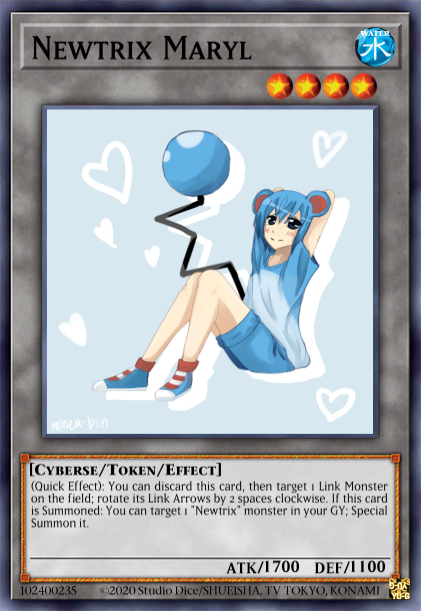 Newtrix Maryl
WATER
水
minea-bun
[Cyberse/Token/Effect]
(Quick Effect): You can discard this card, then target 1 Link Monster
on the field; rotate its Link Arrows by 2 spaces clockwise. If this card
is Summoned: You can target 1 "Newtrix" monster in your GY; Special
Summon it.
ATK/1700 DEF/1100
102400235 ©2020 Studio Dice/SHUEISHA, TV TOKYO, KONAMI